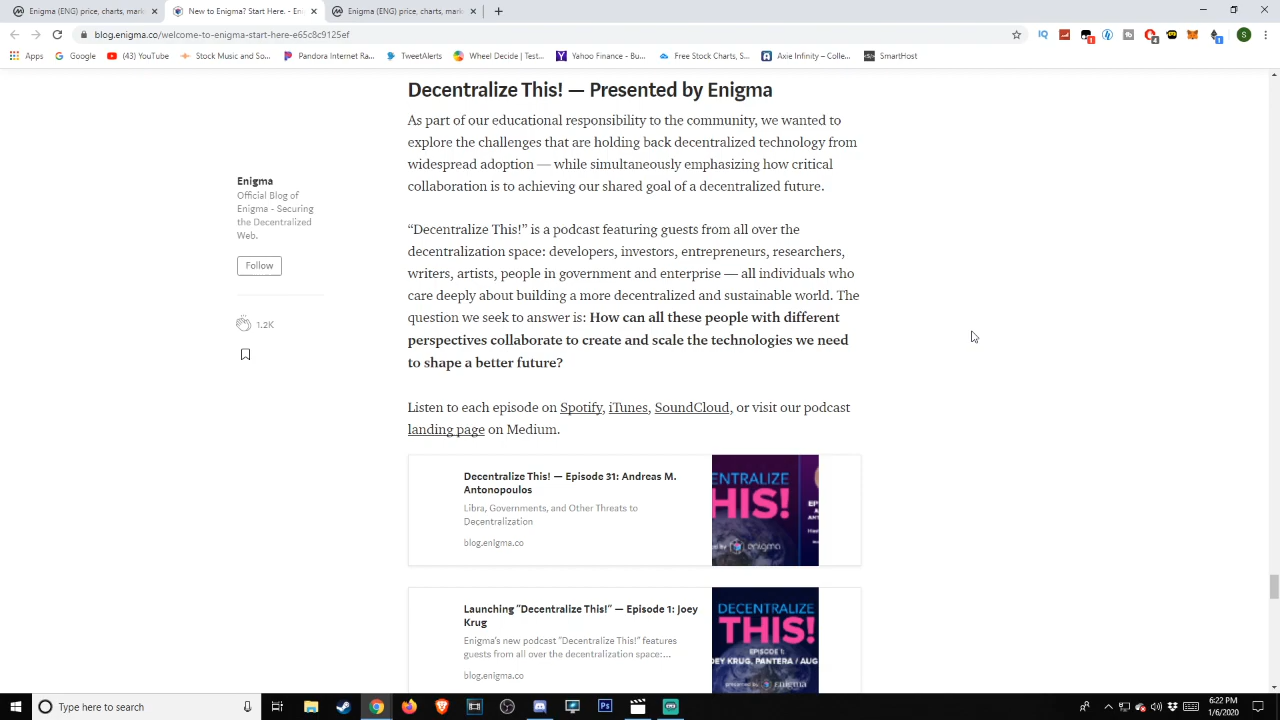 Enigma (ENG) price, charts, mark
New to Enigma? Start Here. - En
Enigma (ENG) price, charts, mark
blog.enigma.co/welcome-to-enigma-start-here-e65c8c9125ef
Apps
Google
(43) YouTube
Stock Music and So...
Pandora Internet Ra...
TweetAlerts
Wheel Decide | Test...
Yahoo Finance - Bu...
Free Stock Charts, S...
Axie Infinity – Colle...
SmartHost
Decentralize This! — Presented by Enigma
As part of our educational responsibility to the community, we wanted to
explore the challenges that are holding back decentralized technology from
widespread adoption — while simultaneously emphasizing how critical
collaboration is to achieving our shared goal of a decentralized future.
Enigma
Official Blog of
Enigma - Securing
the Decentralized
Web.
Follow
1.2K
“Decentralize This!” is a podcast featuring guests from all over the
decentralization space: developers, investors, entrepreneurs, researchers,
writers, artists, people in government and enterprise — all individuals who
care deeply about building a more decentralized and sustainable world. The
question we seek to answer is: How can all these people with different
perspectives collaborate to create and scale the technologies we need
to shape a better future?
Listen to each episode on Spotify, iTunes, SoundCloud, or visit our podcast
landing page on Medium.
Decentralize This! — Episode 31: Andreas M.
Antonopoulos
Libra, Governments, and Other Threats to
Decentralization
blog.enigma.co
ENTRALIZE
THIS!
enigma
Launching “Decentralize This!” — Episode 1: Joey
Krug
Enigma's new podcast “Decentralize This!” features
guests from all over the decentralization space:...
blog.enigma.co
DECENTRALIZE
THIS!
EPISODE 1:
OEY KRUG, PANTERA / AUG
presented by enigma
Type here to search
6:22 PM
1/6/2020